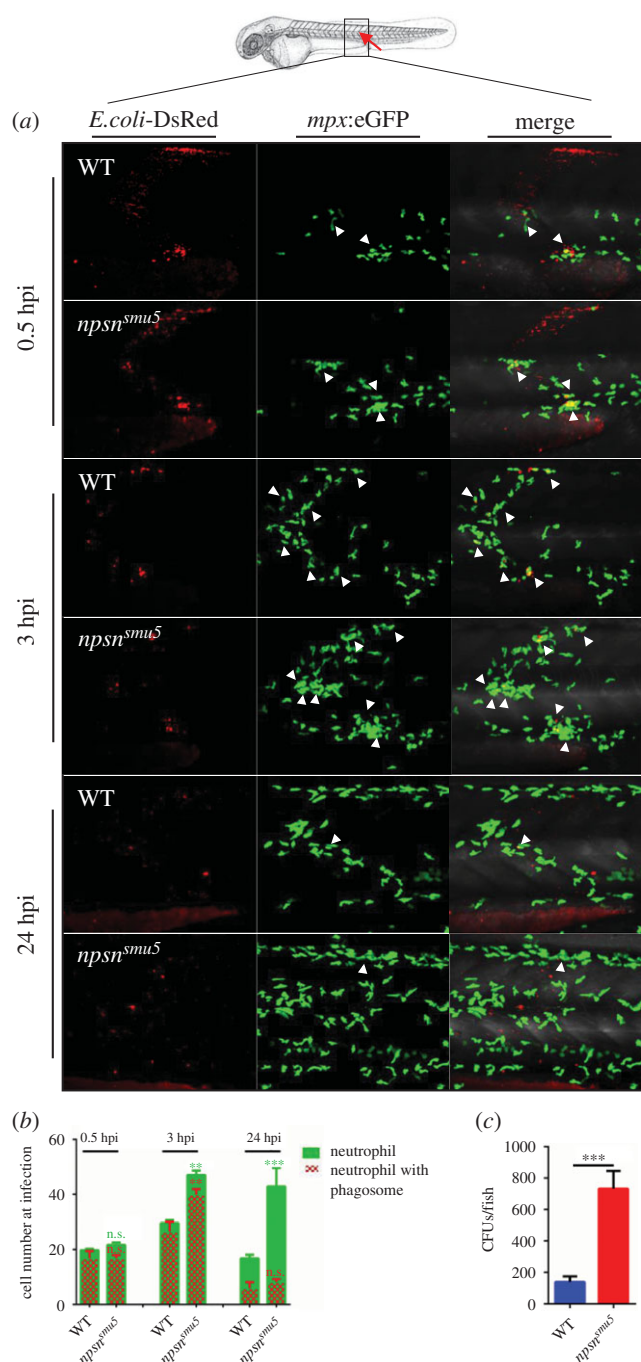 (a)
E.coli-DsRed mpx:eGFP merge
0.5 hpi
WT
npsn^smu5
3 hpi
WT
npsn^smu5
24 hpi
WT
npsn^smu5
(b)
0.5 hpi 3 hpi 24 hpi
neutrophil
neutrophil with
phagosome
cell number at infection
60
40
20
0
n.s.
n.s.
**
**
***
n.s.
WT
npsn^smu5
WT
npsn^smu5
WT
npsn^smu5
(c)
CFUs/fish
1000
800
600
400
200
0
***
WT
npsn^smu5